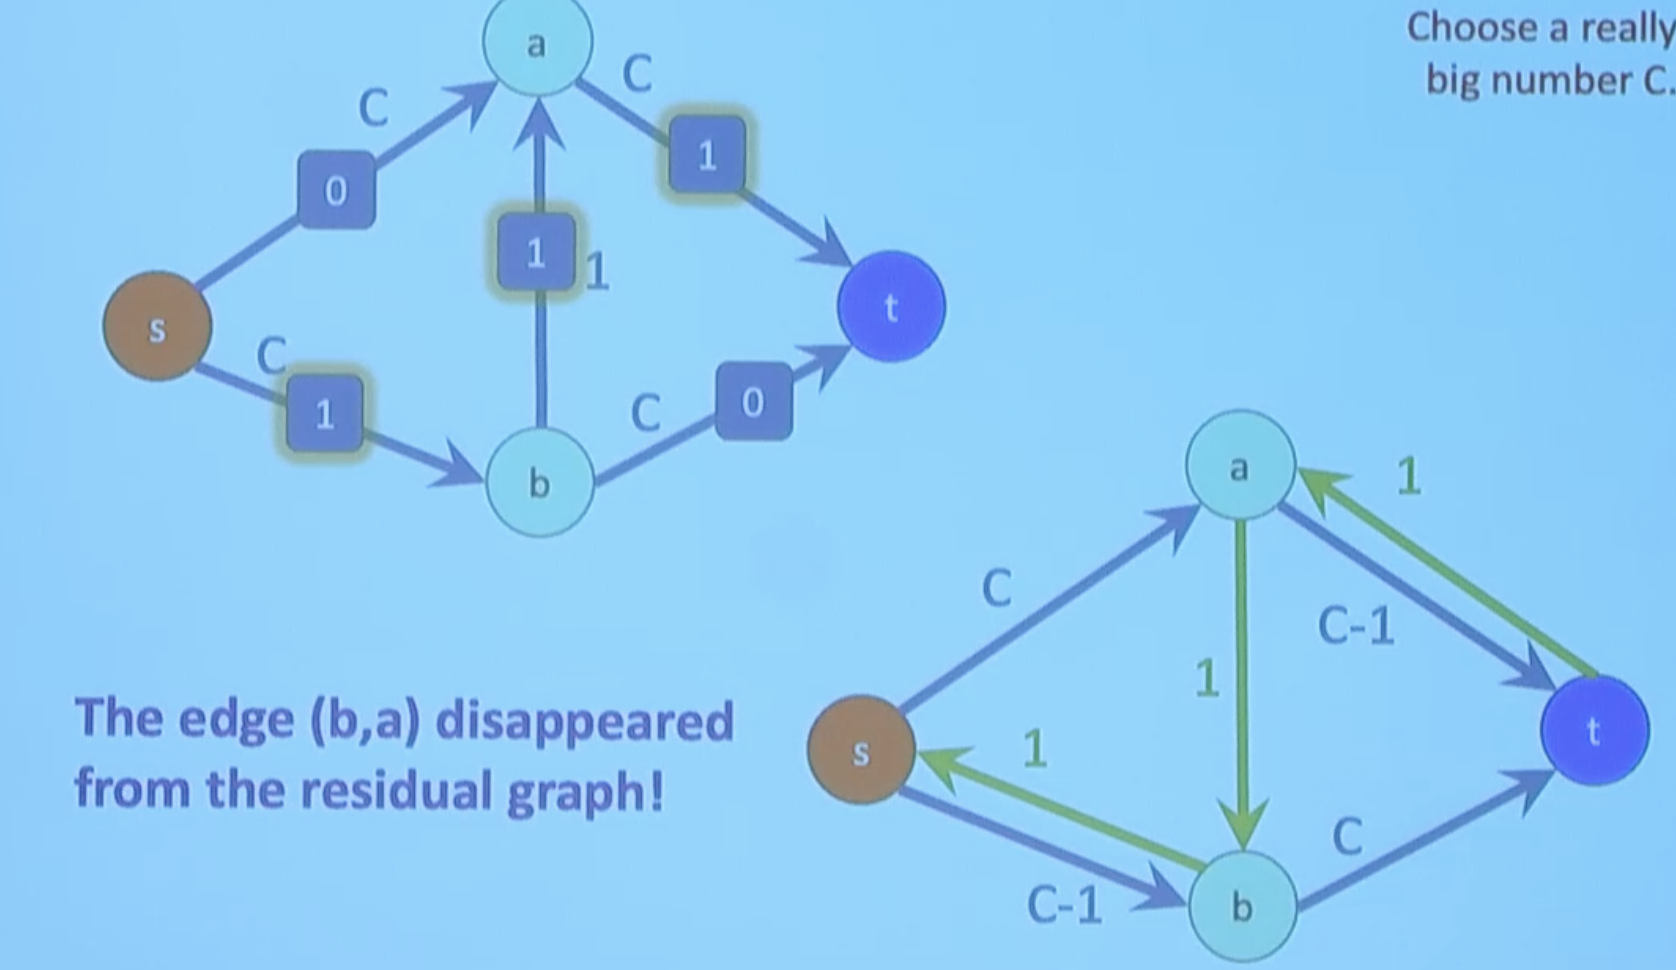 Choose a really
big number C.
a
C
C
1
0
1
1
s
t
C
1
C
0
b
a
1
C
C-1
1
The edge (b,a) disappeared
from the residual graph!
s
1
t
C
C-1
b